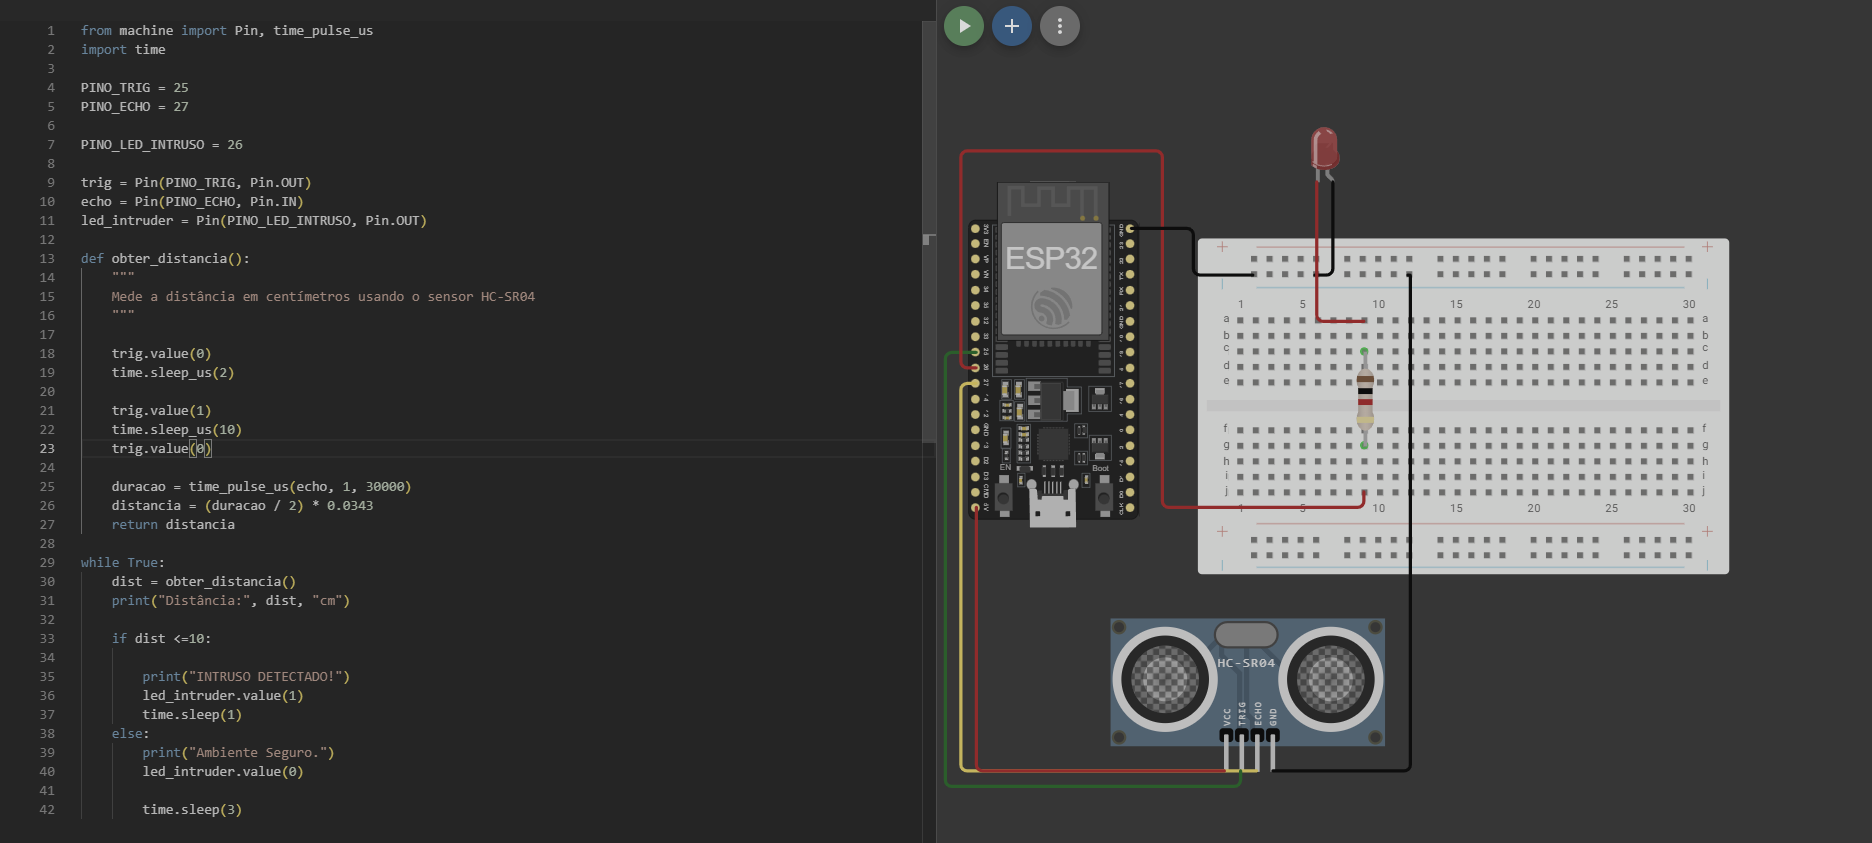 1 from machine import Pin, time_pulse_us
2 import time
3
4 PINO_TRIG = 25
5 PINO_ECHO = 27
6
7 PINO_LED_INTRUSO = 26
8
9 trig = Pin(PINO_TRIG, Pin.OUT)
10 echo = Pin(PINO_ECHO, Pin.IN)
11 led_intruder = Pin(PINO_LED_INTRUSO, Pin.OUT)
12
13 def obter_distancia():
14 """
15 Mede a distância em centímetros usando o sensor HC-SR04
16 """
17
18 trig.value(0)
19 time.sleep_us(2)
20
21 trig.value(1)
22 time.sleep_us(10)
23 trig.value(0)
24
25 duracao = time_pulse_us(echo, 1, 30000)
26 distancia = (duracao / 2) * 0.0343
27 return distancia
28
29 while True:
30 dist = obter_distancia()
31 print("Distância:", dist, "cm")
32
33 if dist <=10:
34
35 print("INTRUSO DETECTADO!")
36 led_intruder.value(1)
37 time.sleep(1)
38 else:
39 print("Ambiente Seguro.")
40 led_intruder.value(0)
41
42 time.sleep(3)
ESP32
EN
Boot
1 5 10 15 20 25 30
a a
b b
c c
d d
e e
f f
g g
h h
i i
j j
1 5 10 15 20 25 30
HC-SR04
VCC
TRIG
ECHO
GND